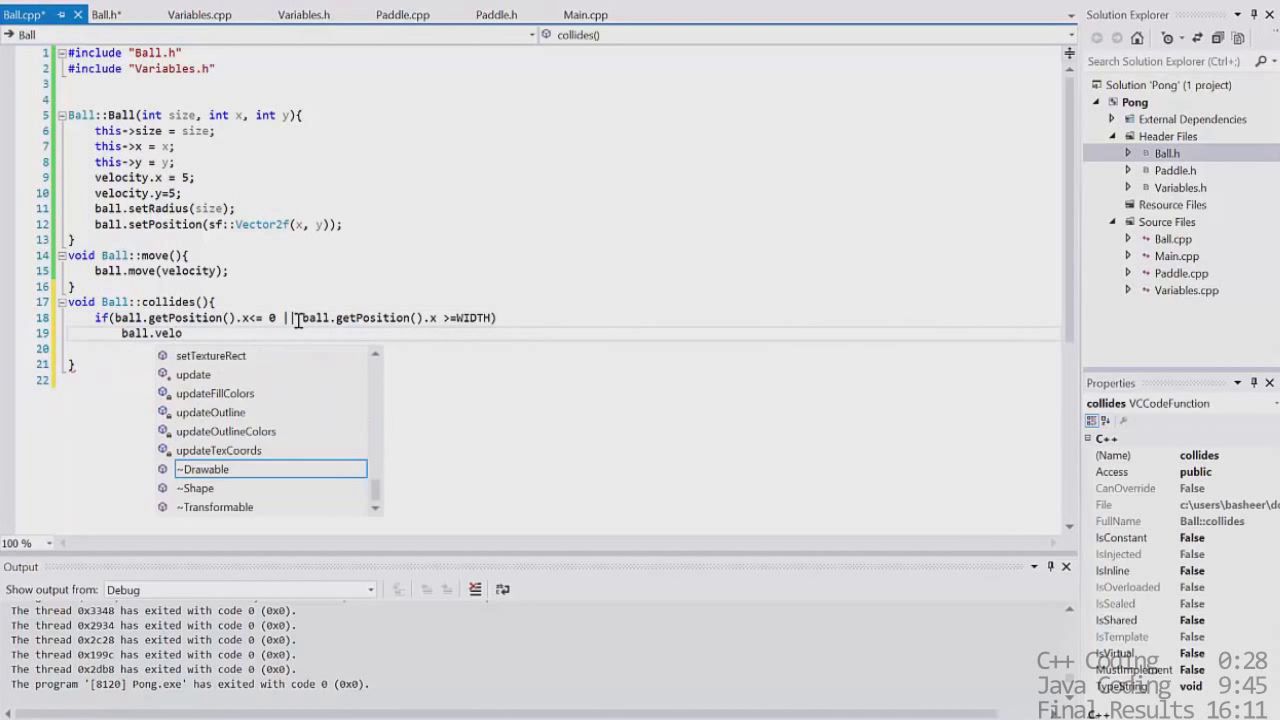 Ball.cpp* Ball.h* Variables.cpp Variables.h Paddle.cpp Paddle.h Main.cpp
Ball collides()
1 #include "Ball.h"
2 #include "Variables.h"
3
4
5 Ball::Ball(int size, int x, int y){
6 this->size = size;
7 this->x = x;
8 this->y = y;
9 velocity.x = 5;
10 velocity.y=5;
11 ball.setRadius(size);
12 ball.setPosition(sf::Vector2f(x, y));
13 }
14 void Ball::move(){
15 ball.move(velocity);
16 }
17 void Ball::collides(){
18 if(ball.getPosition().x<= 0 || ball.getPosition().x >=WIDTH)
19 ball.velo
20
21 }
22
setTextureRect
update
updateFillColors
updateOutline
updateOutlineColors
updateTexCoords
~Drawable
~Shape
~Transformable
100 %
Output
Show output from: Debug
The thread 0x3348 has exited with code 0 (0x0).
The thread 0x2934 has exited with code 0 (0x0).
The thread 0x2c28 has exited with code 0 (0x0).
The thread 0x199c has exited with code 0 (0x0).
The thread 0x2db8 has exited with code 0 (0x0).
The program '[8120] Pong.exe' has exited with code 0 (0x0).
Solution Explorer
Search Solution Explorer (Ctrl+;)
Solution 'Pong' (1 project)
Pong
External Dependencies
Header Files
Ball.h
Paddle.h
Variables.h
Resource Files
Source Files
Ball.cpp
Main.cpp
Paddle.cpp
Variables.cpp
Properties
collides VCCodeFunction
C++
(Name) collides
Access public
CanOverride False
File c:\users\basheer\do
FullName Ball::collides
IsConstant False
IsInjected False
IsInline False
IsOverloaded False
IsSealed False
IsShared False
IsTemplate False
IsVirtual False
MustImplement False
TypeString void
C++
C++ Coding 0:28
Java Coding 9:45
Final Results 16:11